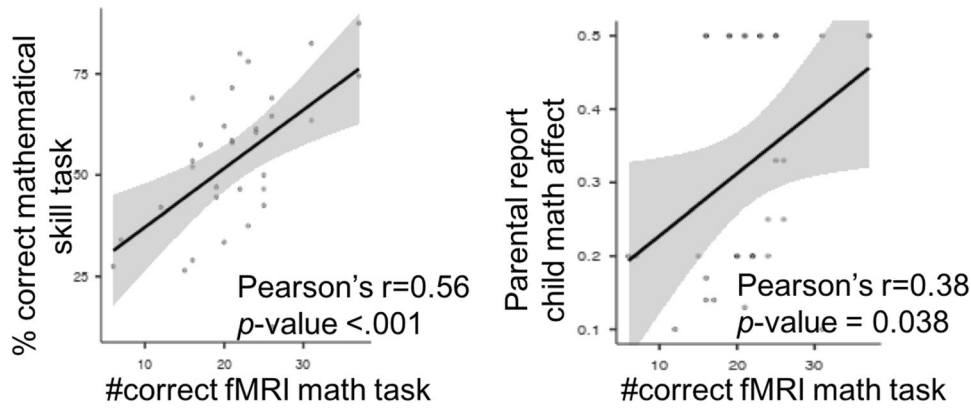 % correct mathematical
skill task
75
50
25
10
20
30
#correct fMRI math task
Pearson's r=0.56
p-value <.001
Parental report
child math affect
0.5
0.4
0.3
0.2
0.1
10
20
30
#correct fMRI math task
Pearson's r=0.38
p-value = 0.038